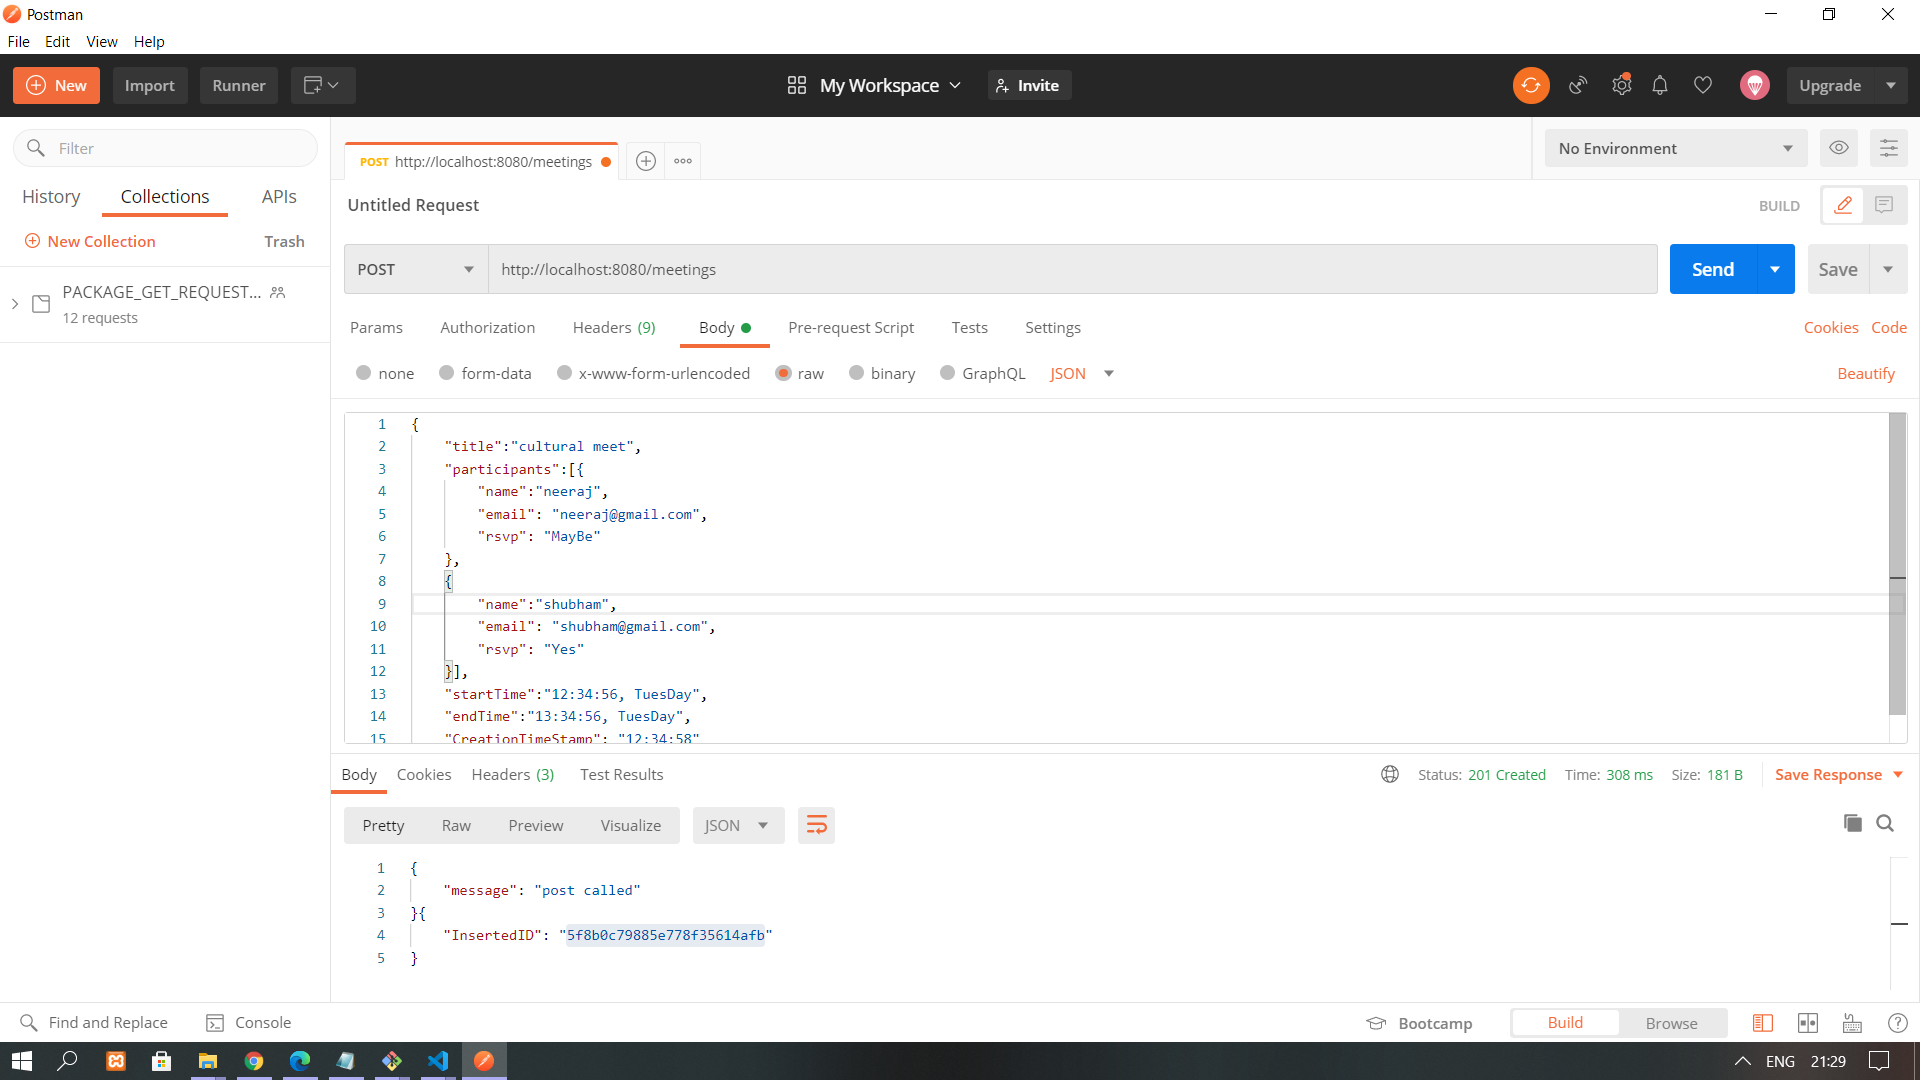 Postman
File Edit View Help
New Import Runner My Workspace Invite Upgrade
Filter
History Collections APIs
New Collection Trash
PACKAGE_GET_REQUEST...
12 requests
POST http://localhost:8080/meetings
No Environment
Untitled Request BUILD
POST http://localhost:8080/meetings Send Save
Params Authorization Headers (9) Body Pre-request Script Tests Settings Cookies Code
none form-data x-www-form-urlencoded raw binary GraphQL JSON Beautify
1 {
2 "title":"cultural meet",
3 "participants":[{
4 "name":"neeraj",
5 "email": "neeraj@gmail.com",
6 "rsvp": "MayBe"
7 },
8 {
9 "name":"shubham",
10 "email": "shubham@gmail.com",
11 "rsvp": "Yes"
12 }],
13 "startTime":"12:34:56, TuesDay",
14 "endTime":"13:34:56, TuesDay",
15 "CreationTimeStamp": "12:34:58"
Body Cookies Headers (3) Test Results Status: 201 Created Time: 308 ms Size: 181 B Save Response
Pretty Raw Preview Visualize JSON
1 {
2 "message": "post called"
3 }{
4 "InsertedID": "5f8b0c79885e778f35614afb"
5 }
Find and Replace Console Bootcamp Build Browse
ENG 21:29